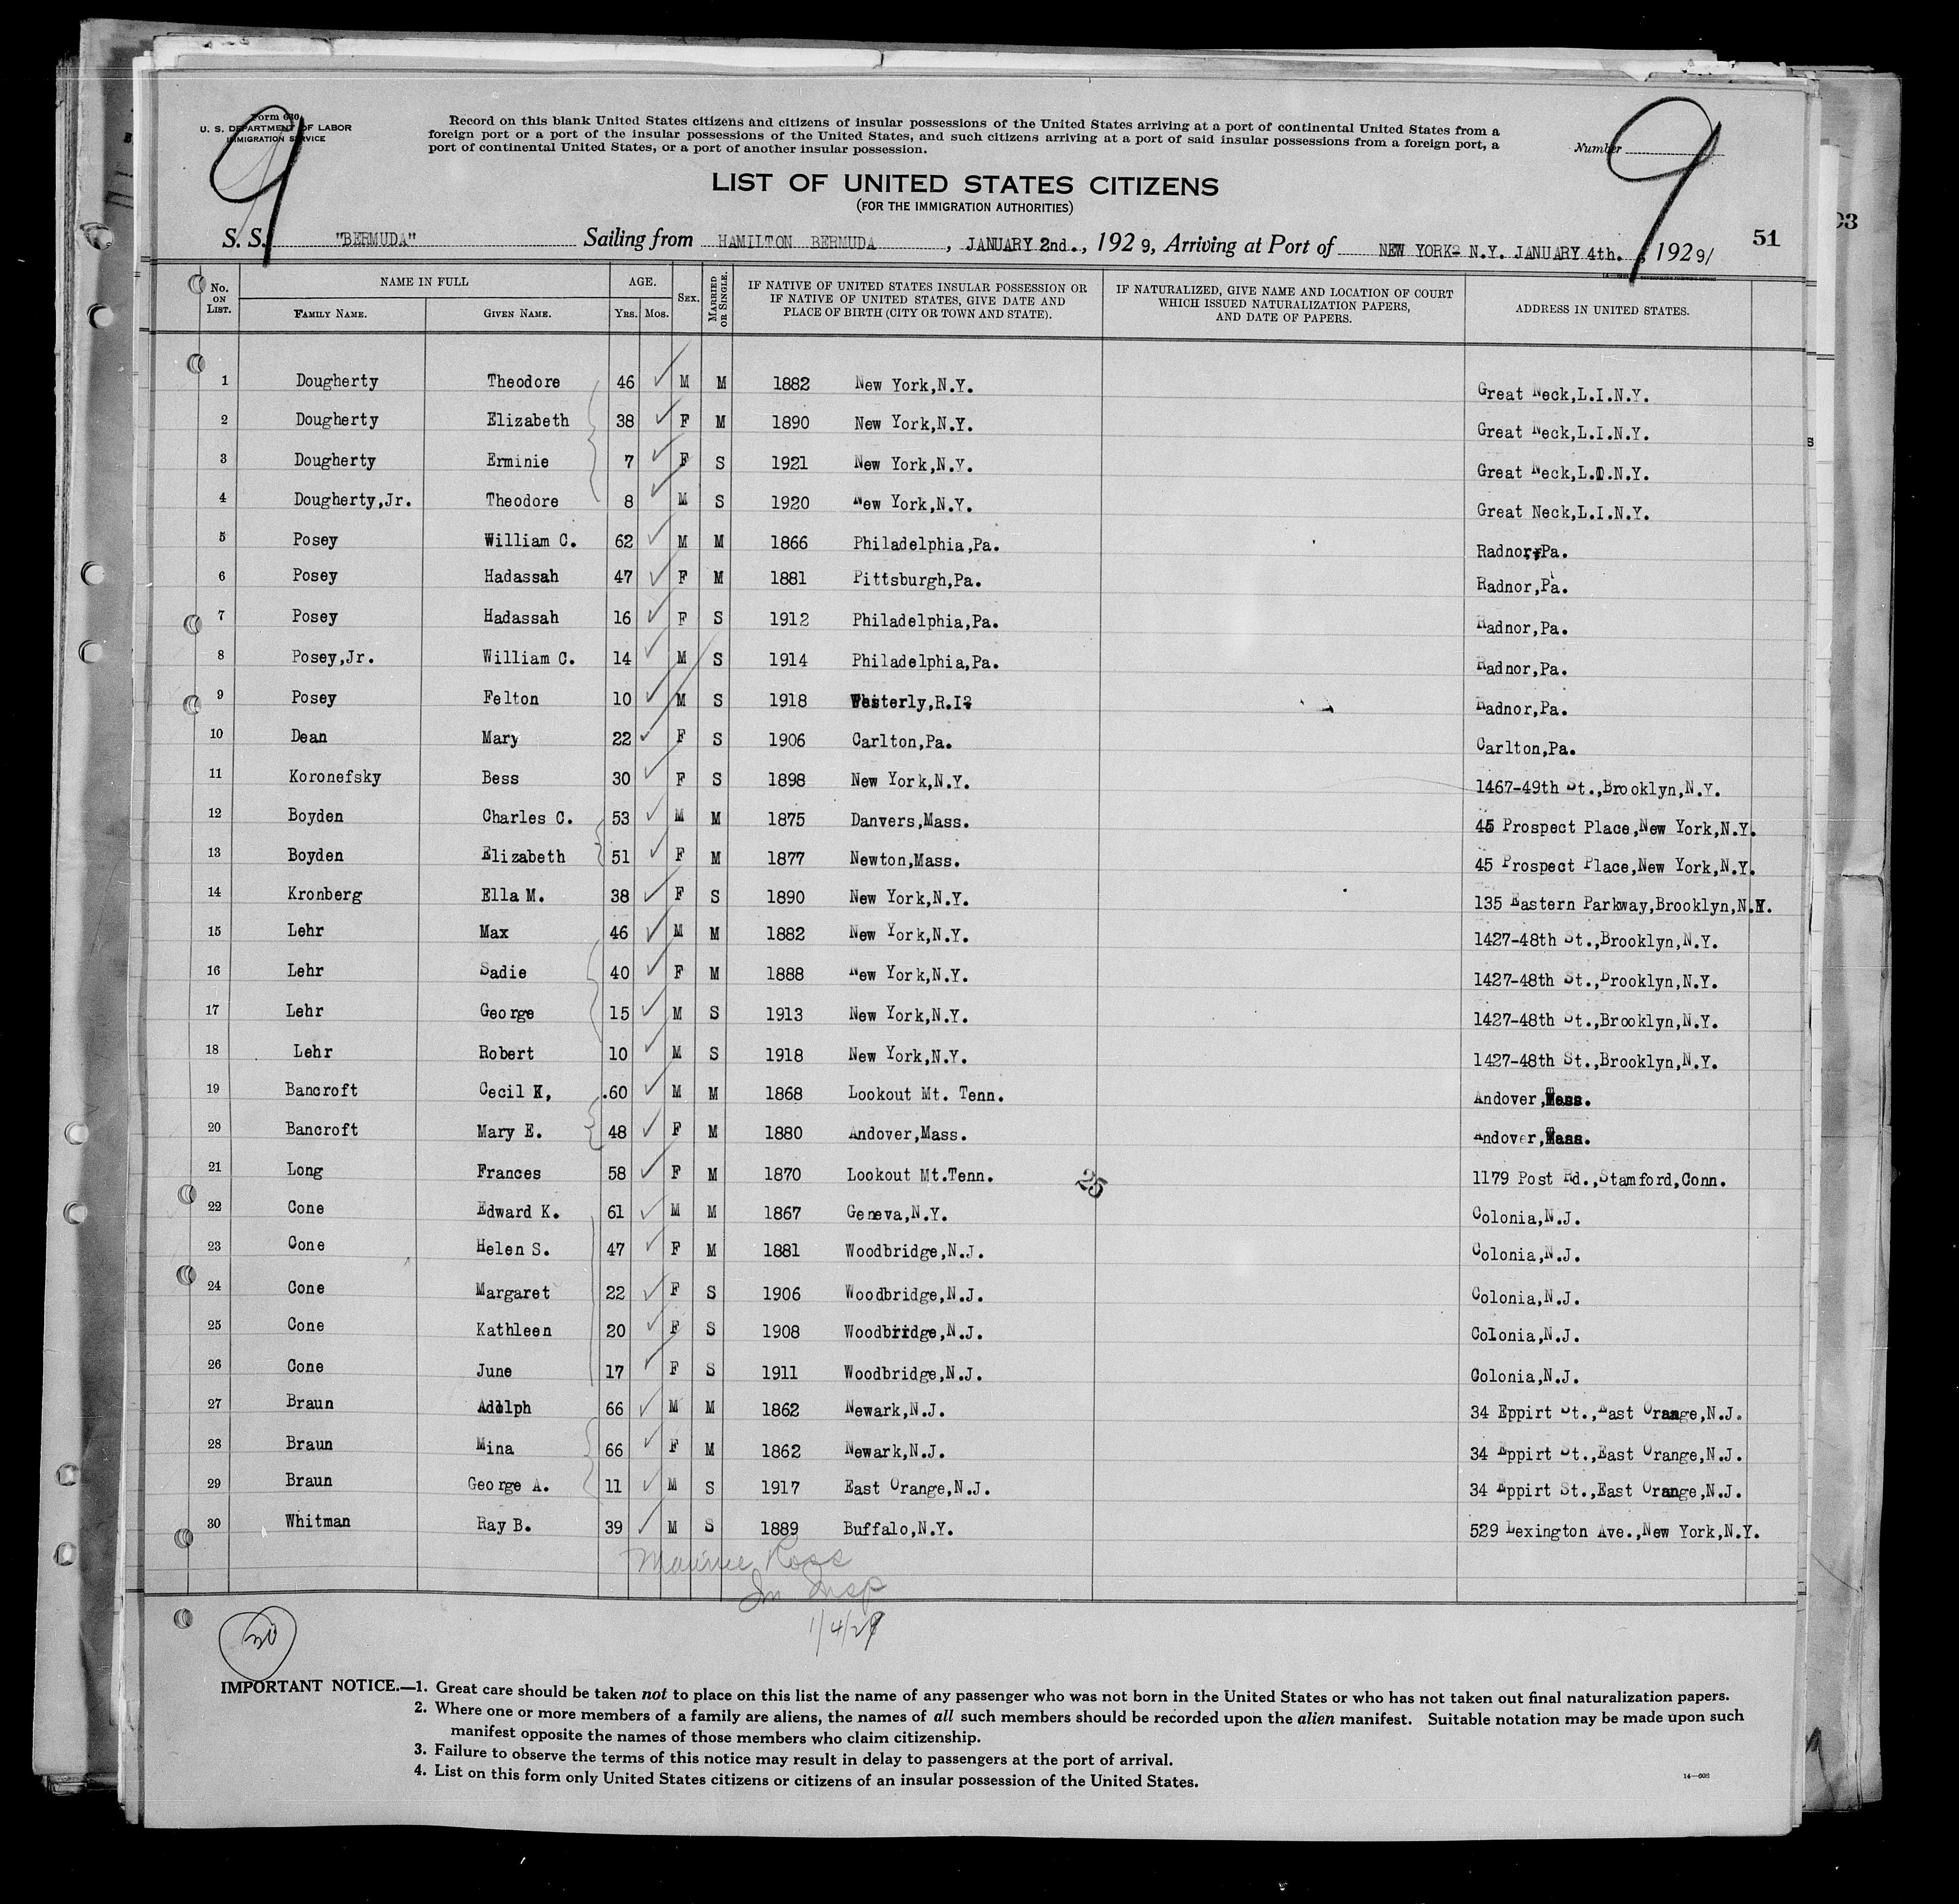 Form 630
U. S. DEPARTMENT OF LABOR
IMMIGRATION SERVICE
9
Record on this blank United States citizens and citizens of insular possessions of the United States arriving at a port of continental United States from a
foreign port or a port of the insular possessions of the United States, and such citizens arriving at a port of said insular possessions from a foreign port, a
port of continental United States, or a port of another insular possession.
Number
9
LIST OF UNITED STATES CITIZENS
(FOR THE IMMIGRATION AUTHORITIES)
51
S. S. "BERMUDA" Sailing from HAMILTON BERMUDA, JANUARY 2nd., 1929, Arriving at Port of NEW YORK N.Y. JANUARY 4th., 1929/
No. ON LIST. NAME IN FULL FAMILY NAME. GIVEN NAME. AGE. YRS. MOS. SEX. MARRIED OR SINGLE. IF NATIVE OF UNITED STATES INSULAR POSSESSION OR IF NATIVE OF UNITED STATES, GIVE DATE AND PLACE OF BIRTH (CITY OR TOWN AND STATE). IF NATURALIZED, GIVE NAME AND LOCATION OF COURT WHICH ISSUED NATURALIZATION PAPERS, AND DATE OF PAPERS. ADDRESS IN UNITED STATES.
1 Dougherty Theodore 46 M M 1882 New York,N.Y. Great Neck,L.I.N.Y.
2 Dougherty Elizabeth 38 F M 1890 New York,N.Y. Great Neck,L.I.N.Y.
3 Dougherty Erminie 7 F S 1921 New York,N.Y. Great Neck,L.I.N.Y.
4 Dougherty,Jr. Theodore 8 M S 1920 New York,N.Y. Great Neck,L.I.N.Y.
5 Posey William C. 62 M M 1866 Philadelphia,Pa. Radnor,Pa.
6 Posey Hadassah 47 F M 1881 Pittsburgh,Pa. Radnor,Pa.
7 Posey Hadassah 16 F S 1912 Philadelphia,Pa. Radnor,Pa.
8 Posey,Jr. William C. 14 M S 1914 Philadelphia,Pa. Radnor,Pa.
9 Posey Felton 10 M S 1918 Westerly,R.I. Radnor,Pa.
10 Dean Mary 22 F S 1906 Carlton,Pa. Carlton,Pa.
11 Koronefsky Bess 30 F S 1898 New York,N.Y. 1467-49th St.,Brooklyn,N.Y.
12 Boyden Charles C. 53 M M 1875 Danvers,Mass. 45 Prospect Place,New York,N.Y.
13 Boyden Elizabeth 51 F M 1877 Newton,Mass. 45 Prospect Place,New York,N.Y.
14 Kronberg Ella M. 38 F S 1890 New York,N.Y. 135 Eastern Parkway,Brooklyn,N.Y.
15 Lehr Max 46 M M 1882 New York,N.Y. 1427-48th St.,Brooklyn,N.Y.
16 Lehr Sadie 40 F M 1888 New York,N.Y. 1427-48th St.,Brooklyn,N.Y.
17 Lehr George 15 M S 1913 New York,N.Y. 1427-48th St.,Brooklyn,N.Y.
18 Lehr Robert 10 M S 1918 New York,N.Y. 1427-48th St.,Brooklyn,N.Y.
19 Bancroft Cecil K, .60 M M 1868 Lookout Mt. Tenn. Andover,Mass.
20 Bancroft Mary E. 48 F M 1880 Andover,Mass. Andover,Mass.
21 Long Frances 58 F M 1870 Lookout Mt.Tenn. 25 1179 Post Rd.,Stamford,Conn.
22 Cone Edward K. 61 M M 1867 Geneva,N.Y. Colonia,N.J.
23 Cone Helen S. 47 F M 1881 Woodbridge,N.J. Colonia,N.J.
24 Cone Margaret 22 F S 1906 Woodbridge,N.J. Colonia,N.J.
25 Cone Kathleen 20 F S 1908 Woodbridge,N.J. Colonia,N.J.
26 Cone June 17 F S 1911 Woodbridge,N.J. Colonia,N.J.
27 Braun Adolph 66 M M 1862 Newark,N.J. 34 Eppirt St.,East Orange,N.J.
28 Braun Mina 66 F M 1862 Newark,N.J. 34 Eppirt St.,East Orange,N.J.
29 Braun George A. 11 M S 1917 East Orange,N.J. 34 Eppirt St.,East Orange,N.J.
30 Whitman Ray B. 39 M S 1889 Buffalo,N.Y. 529 Lexington Ave.,New York,N.Y.
Ross
Im Insp
1/4/29
30
IMPORTANT NOTICE.—1. Great care should be taken not to place on this list the name of any passenger who was not born in the United States or who has not taken out final naturalization papers.
2. Where one or more members of a family are aliens, the names of all such members should be recorded upon the alien manifest. Suitable notation may be made upon such
manifest opposite the names of those members who claim citizenship.
3. Failure to observe the terms of this notice may result in delay to passengers at the port of arrival.
4. List on this form only United States citizens or citizens of an insular possession of the United States.